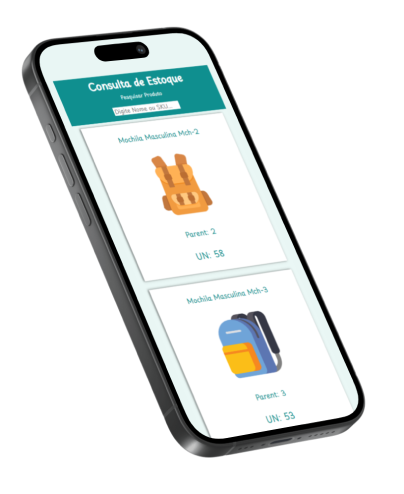 Consulta de Estoque
Pesquisar Produto
Digite Nome ou SKU...
Mochila Masculina Mch-2
Parent: 2
UN: 58
Mochila Masculina Mch-3
Parent: 3
UN: 53